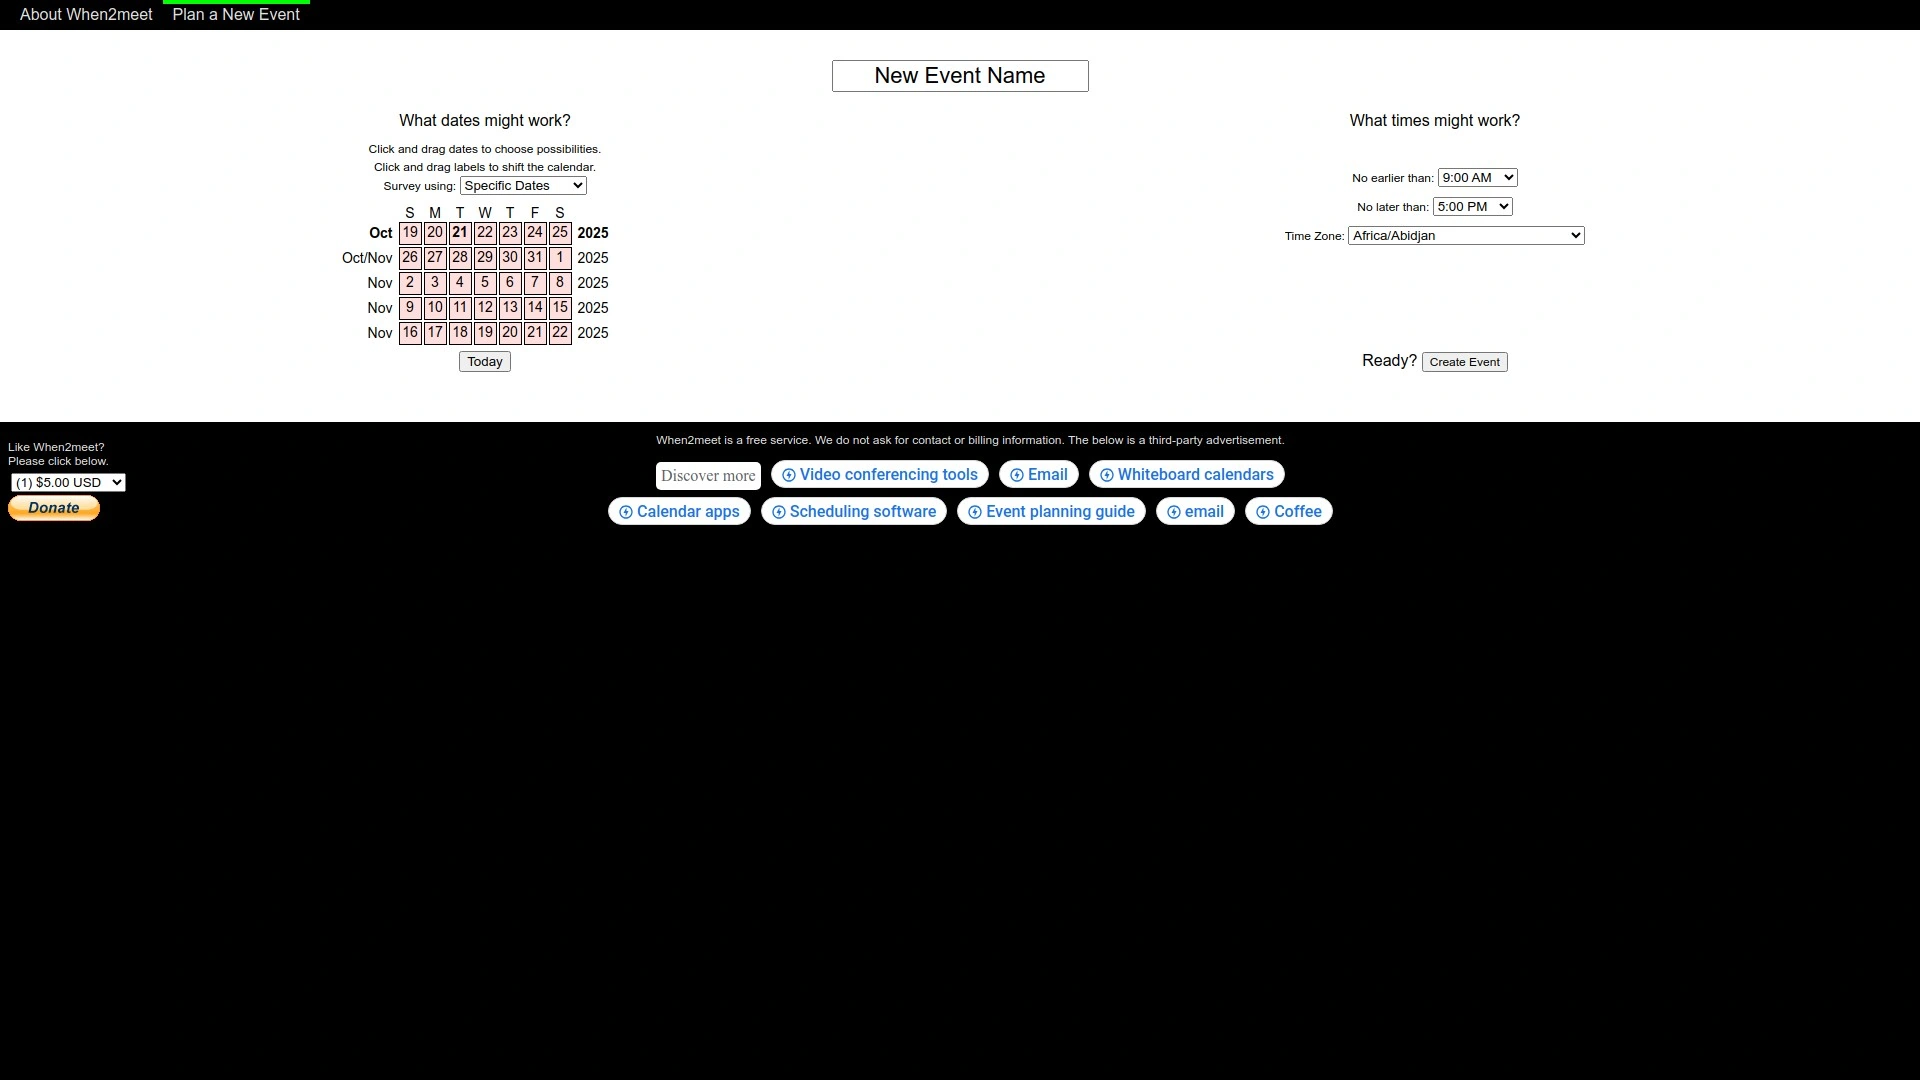 About When2meet Plan a New Event
New Event Name
What dates might work?
Click and drag dates to choose possibilities.
Click and drag labels to shift the calendar.
Survey using: Specific Dates
S M T W T F S
Oct 19 20 21 22 23 24 25 2025
Oct/Nov 26 27 28 29 30 31 1 2025
Nov 2 3 4 5 6 7 8 2025
Nov 9 10 11 12 13 14 15 2025
Nov 16 17 18 19 20 21 22 2025
Today
What times might work?
No earlier than: 9:00 AM
No later than: 5:00 PM
Time Zone: Africa/Abidjan
Ready? Create Event
Like When2meet?
Please click below.
(1) $5.00 USD
Donate
When2meet is a free service. We do not ask for contact or billing information. The below is a third-party advertisement.
Discover more Video conferencing tools Email Whiteboard calendars
Calendar apps Scheduling software Event planning guide email Coffee